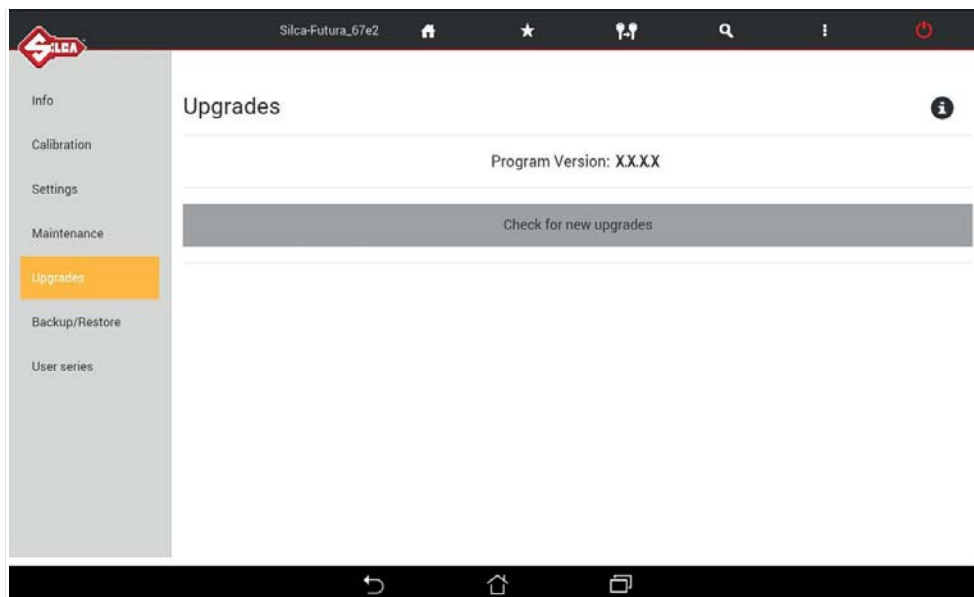 SILCA
Silca-Futura_67e2
Info
Calibration
Settings
Maintenance
Upgrades
Backup/Restore
User series
Upgrades
Program Version: X.X.X.X
Check for new upgrades